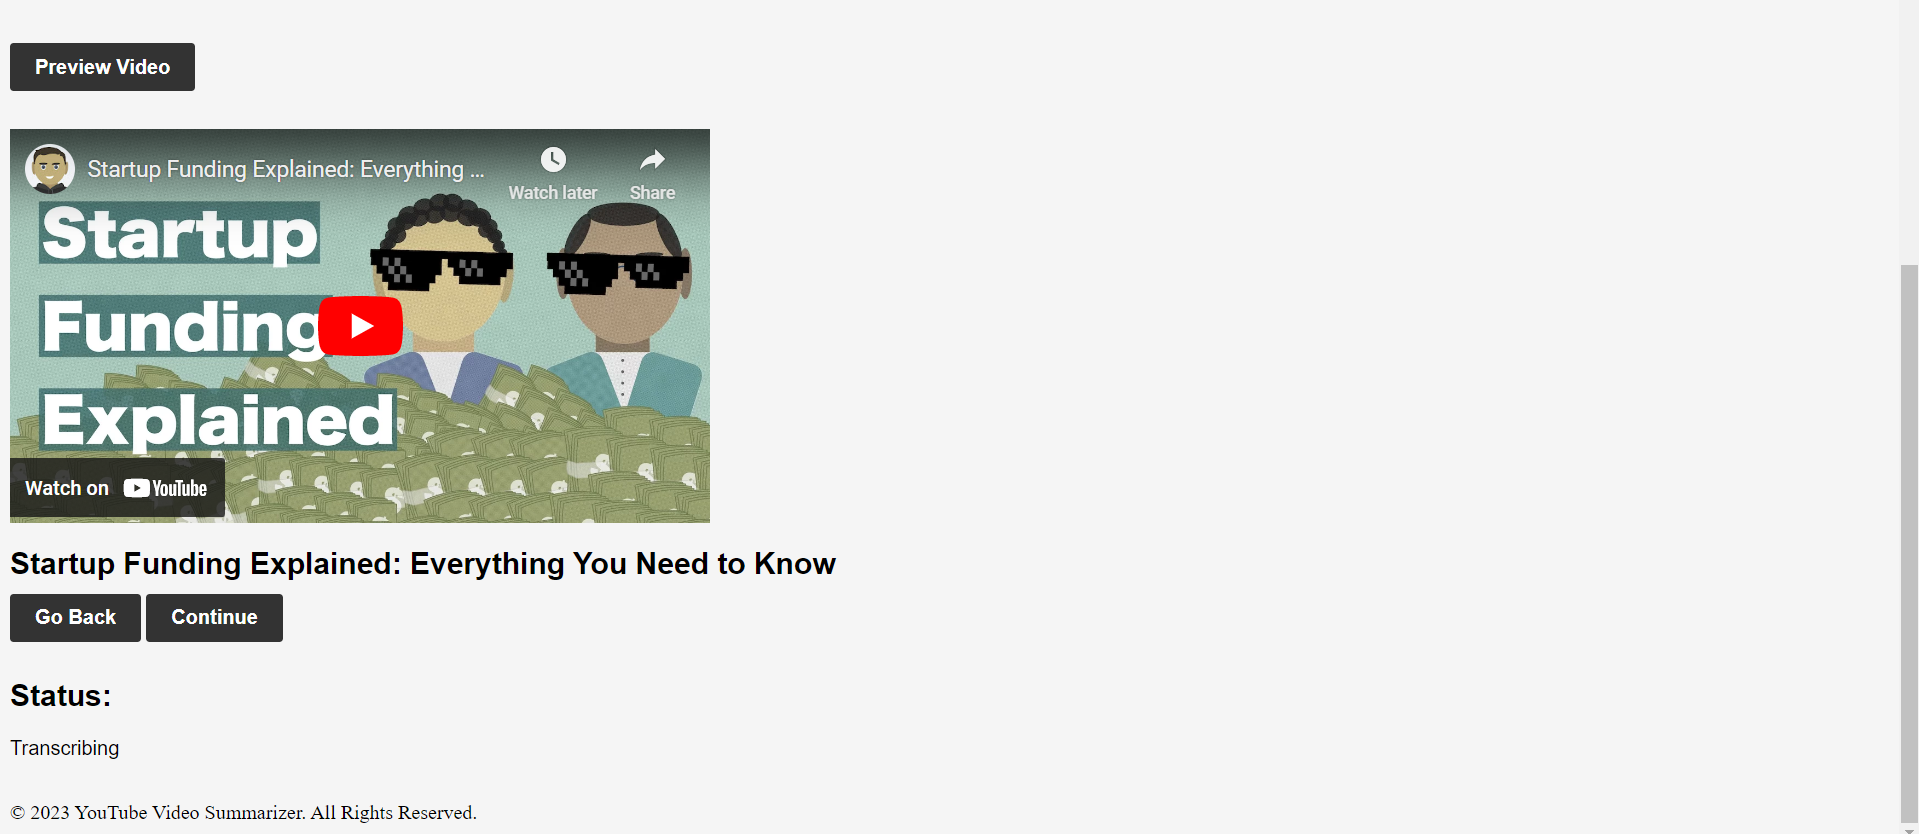 Preview Video
Startup Funding Explained: Everything ...
Watch later
Share
Startup
Funding
Explained
Watch on YouTube
Startup Funding Explained: Everything You Need to Know
Go Back
Continue
Status:
Transcribing
© 2023 YouTube Video Summarizer. All Rights Reserved.